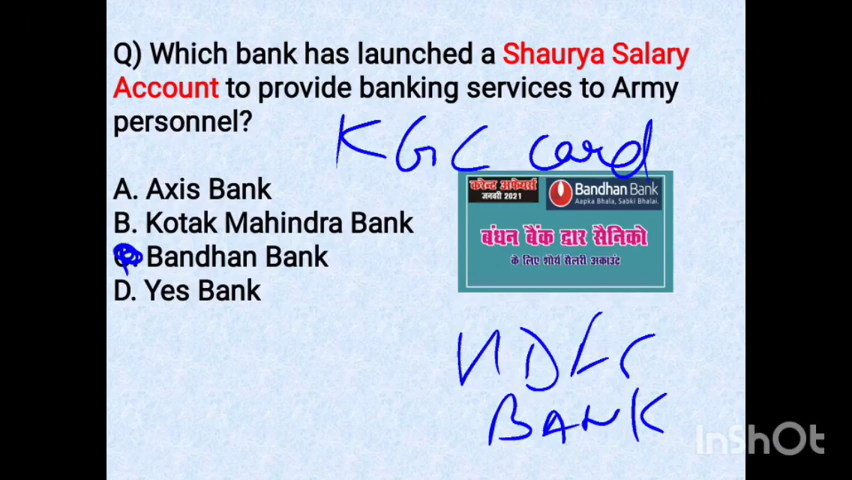 Q) Which bank has launched a Shaurya Salary
Account to provide banking services to Army
personnel?
KGC card
A. Axis Bank
B. Kotak Mahindra Bank
Bandhan Bank
D. Yes Bank
करेन्ट अफेयर्स
जनवरी 2021
Bandhan Bank
Aapka Bhala, Sabki Bhalai.
बंधन बैंक द्वार सैनिको
के लिए शौर्य सैलरी अकाउंट
HDFC
BANK
InShOt